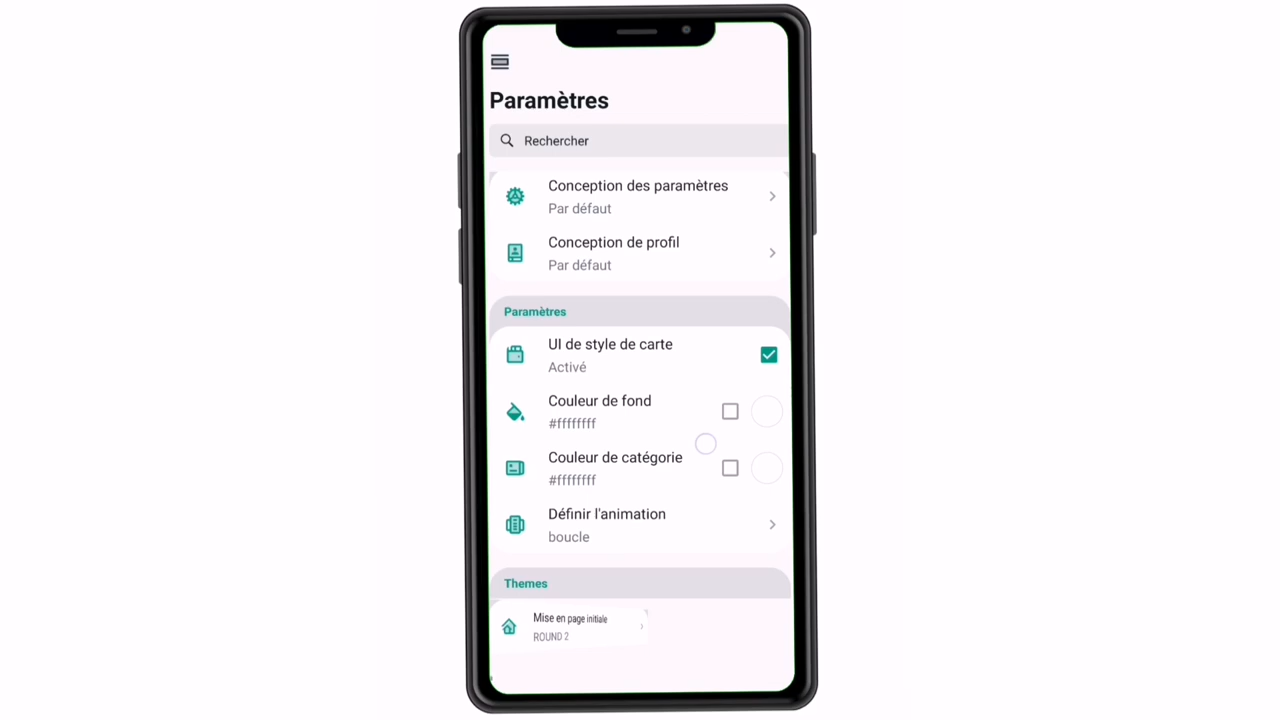 Paramètres
Rechercher
Conception des paramètres
Par défaut
Conception de profil
Par défaut
Paramètres
UI de style de carte
Activé
Couleur de fond
#ffffffff
Couleur de catégorie
#ffffffff
Définir l'animation
boucle
Themes
Mise en page initiale
ROUND 2